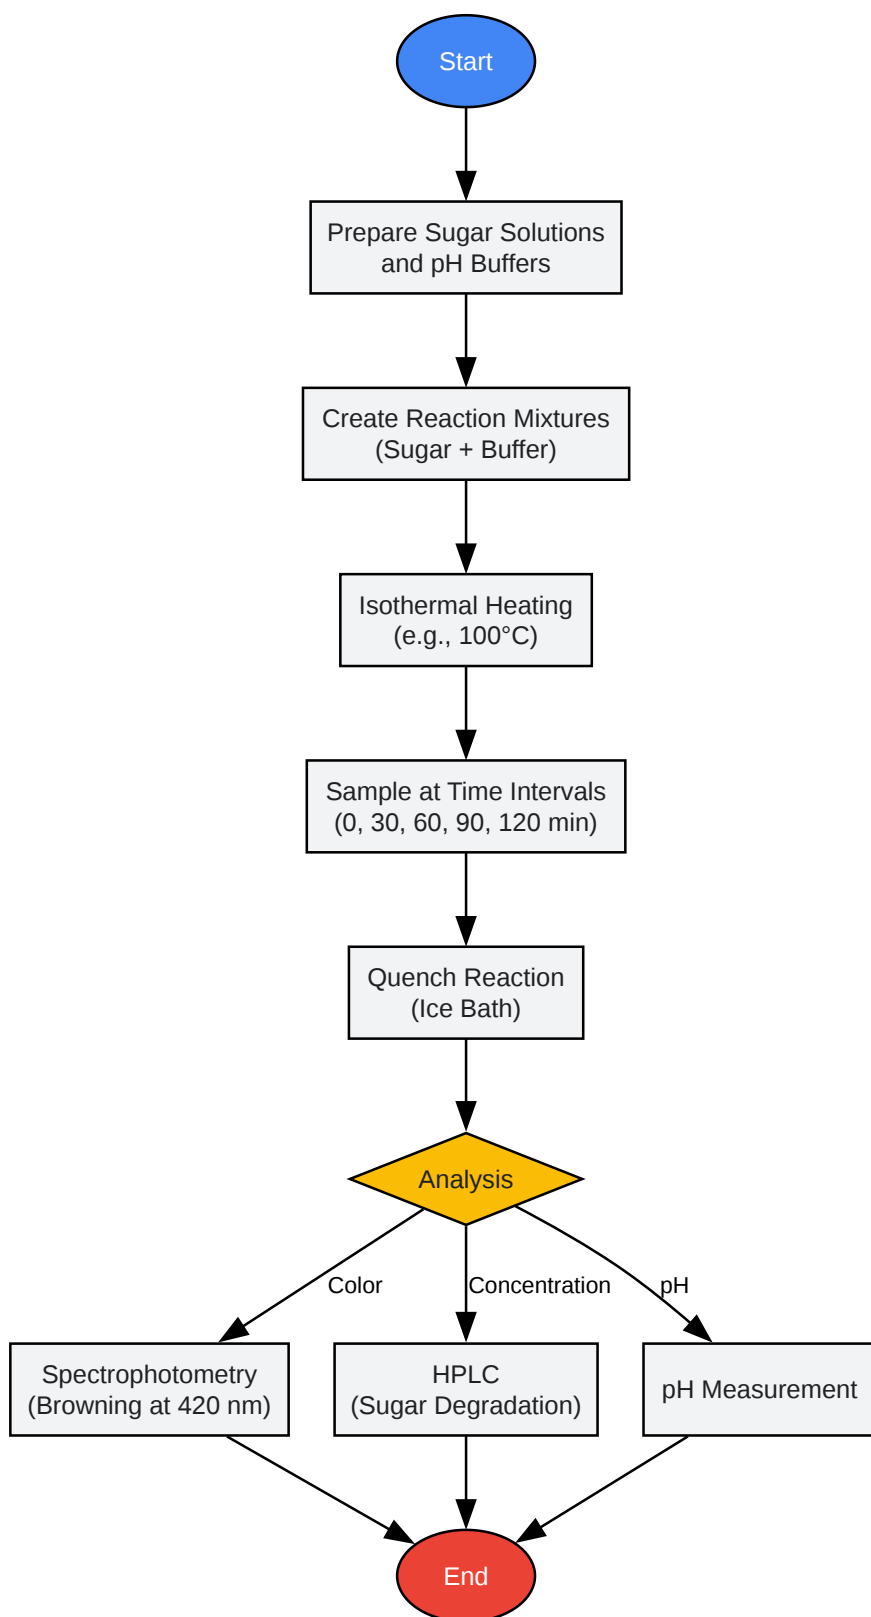 Start
Prepare Sugar Solutions
and pH Buffers
Create Reaction Mixtures
(Sugar + Buffer)
Isothermal Heating
(e.g., 100°C)
Sample at Time Intervals
(0, 30, 60, 90, 120 min)
Quench Reaction
(Ice Bath)
Analysis
Color
Concentration
pH
Spectrophotometry
(Browning at 420 nm)
HPLC
(Sugar Degradation)
pH Measurement
End